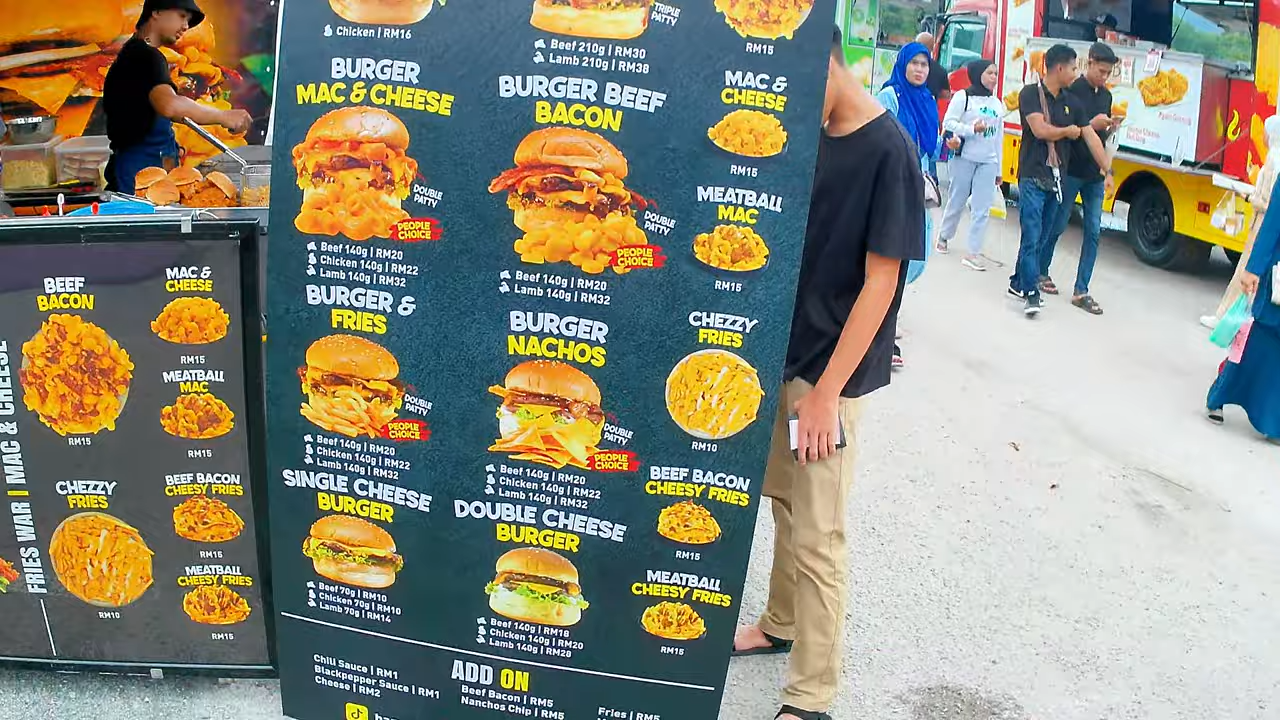 Chicken | RM16
TRIPLE
PATTY
Beef 210g | RM30
Lamb 210g | RM38
RM15
BURGER
MAC & CHEESE
DOUBLE
PATTY
PEOPLE
CHOICE
Beef 140g | RM20
Chicken 140g | RM22
Lamb 140g | RM32
BURGER BEEF
BACON
DOUBLE
PATTY
PEOPLE
CHOICE
Beef 140g | RM20
Lamb 140g | RM32
MAC &
CHEESE
RM15
MEATBALL
MAC
RM15
BURGER &
FRIES
DOUBLE
PATTY
PEOPLE
CHOICE
Beef 140g | RM20
Chicken 140g | RM22
Lamb 140g | RM32
BURGER
NACHOS
DOUBLE
PATTY
PEOPLE
CHOICE
Beef 140g | RM20
Chicken 140g | RM22
Lamb 140g | RM32
CHEZZY
FRIES
RM10
SINGLE CHEESE
BURGER
Beef 70g | RM10
Chicken 70g | RM10
Lamb 70g | RM14
DOUBLE CHEESE
BURGER
Beef 140g | RM18
Chicken 140g | RM20
Lamb 140g | RM28
BEEF BACON
CHEESY FRIES
RM15
MEATBALL
CHEESY FRIES
RM15
ADD ON
Chili Sauce | RM1
Blackpepper Sauce | RM1
Cheese | RM2
Beef Bacon | RM5
Nanchos Chip | RM5
Fries | RM5
FRIES WAR | MAC & CHEESE
BEEF
BACON
RM15
MAC &
CHEESE
RM15
MEATBALL
MAC
RM15
CHEZZY
FRIES
RM10
BEEF BACON
CHEESY FRIES
RM15
MEATBALL
CHEESY FRIES
RM15